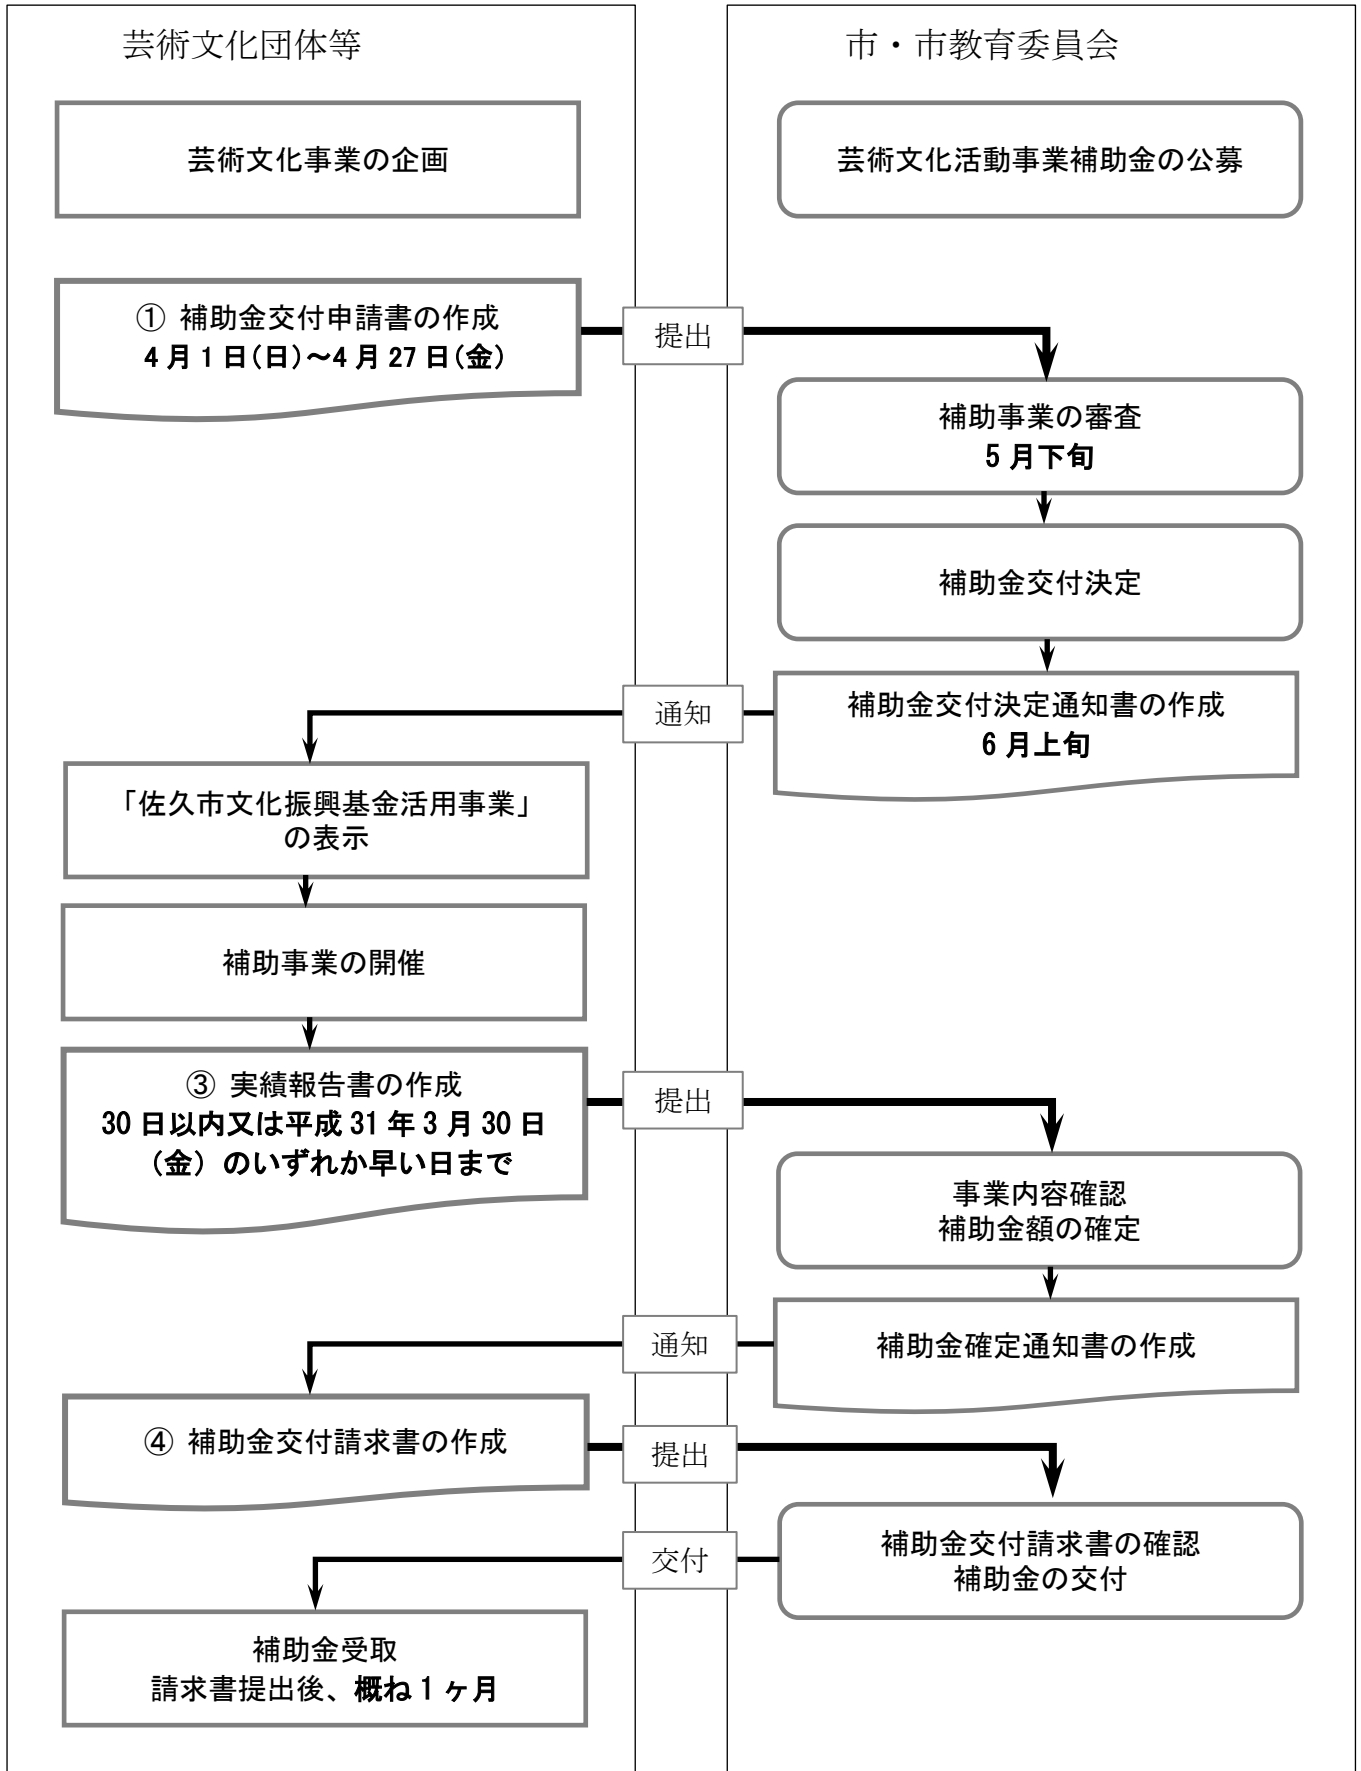 芸術文化団体等
市・市教育委員会
芸術文化事業の企画
芸術文化活動事業補助金の公募
① 補助金交付申請書の作成
4月1日(日)～4月27日(金)
提出
補助事業の審査
5月下旬
補助金交付決定
補助金交付決定通知書の作成
6月上旬
通知
「佐久市文化振興基金活用事業」
の表示
補助事業の開催
③ 実績報告書の作成
30日以内又は平成31年3月30日
（金）のいずれか早い日まで
提出
事業内容確認
補助金額の確定
補助金確定通知書の作成
通知
④ 補助金交付請求書の作成
提出
補助金交付請求書の確認
補助金の交付
交付
補助金受取
請求書提出後、概ね1ヶ月